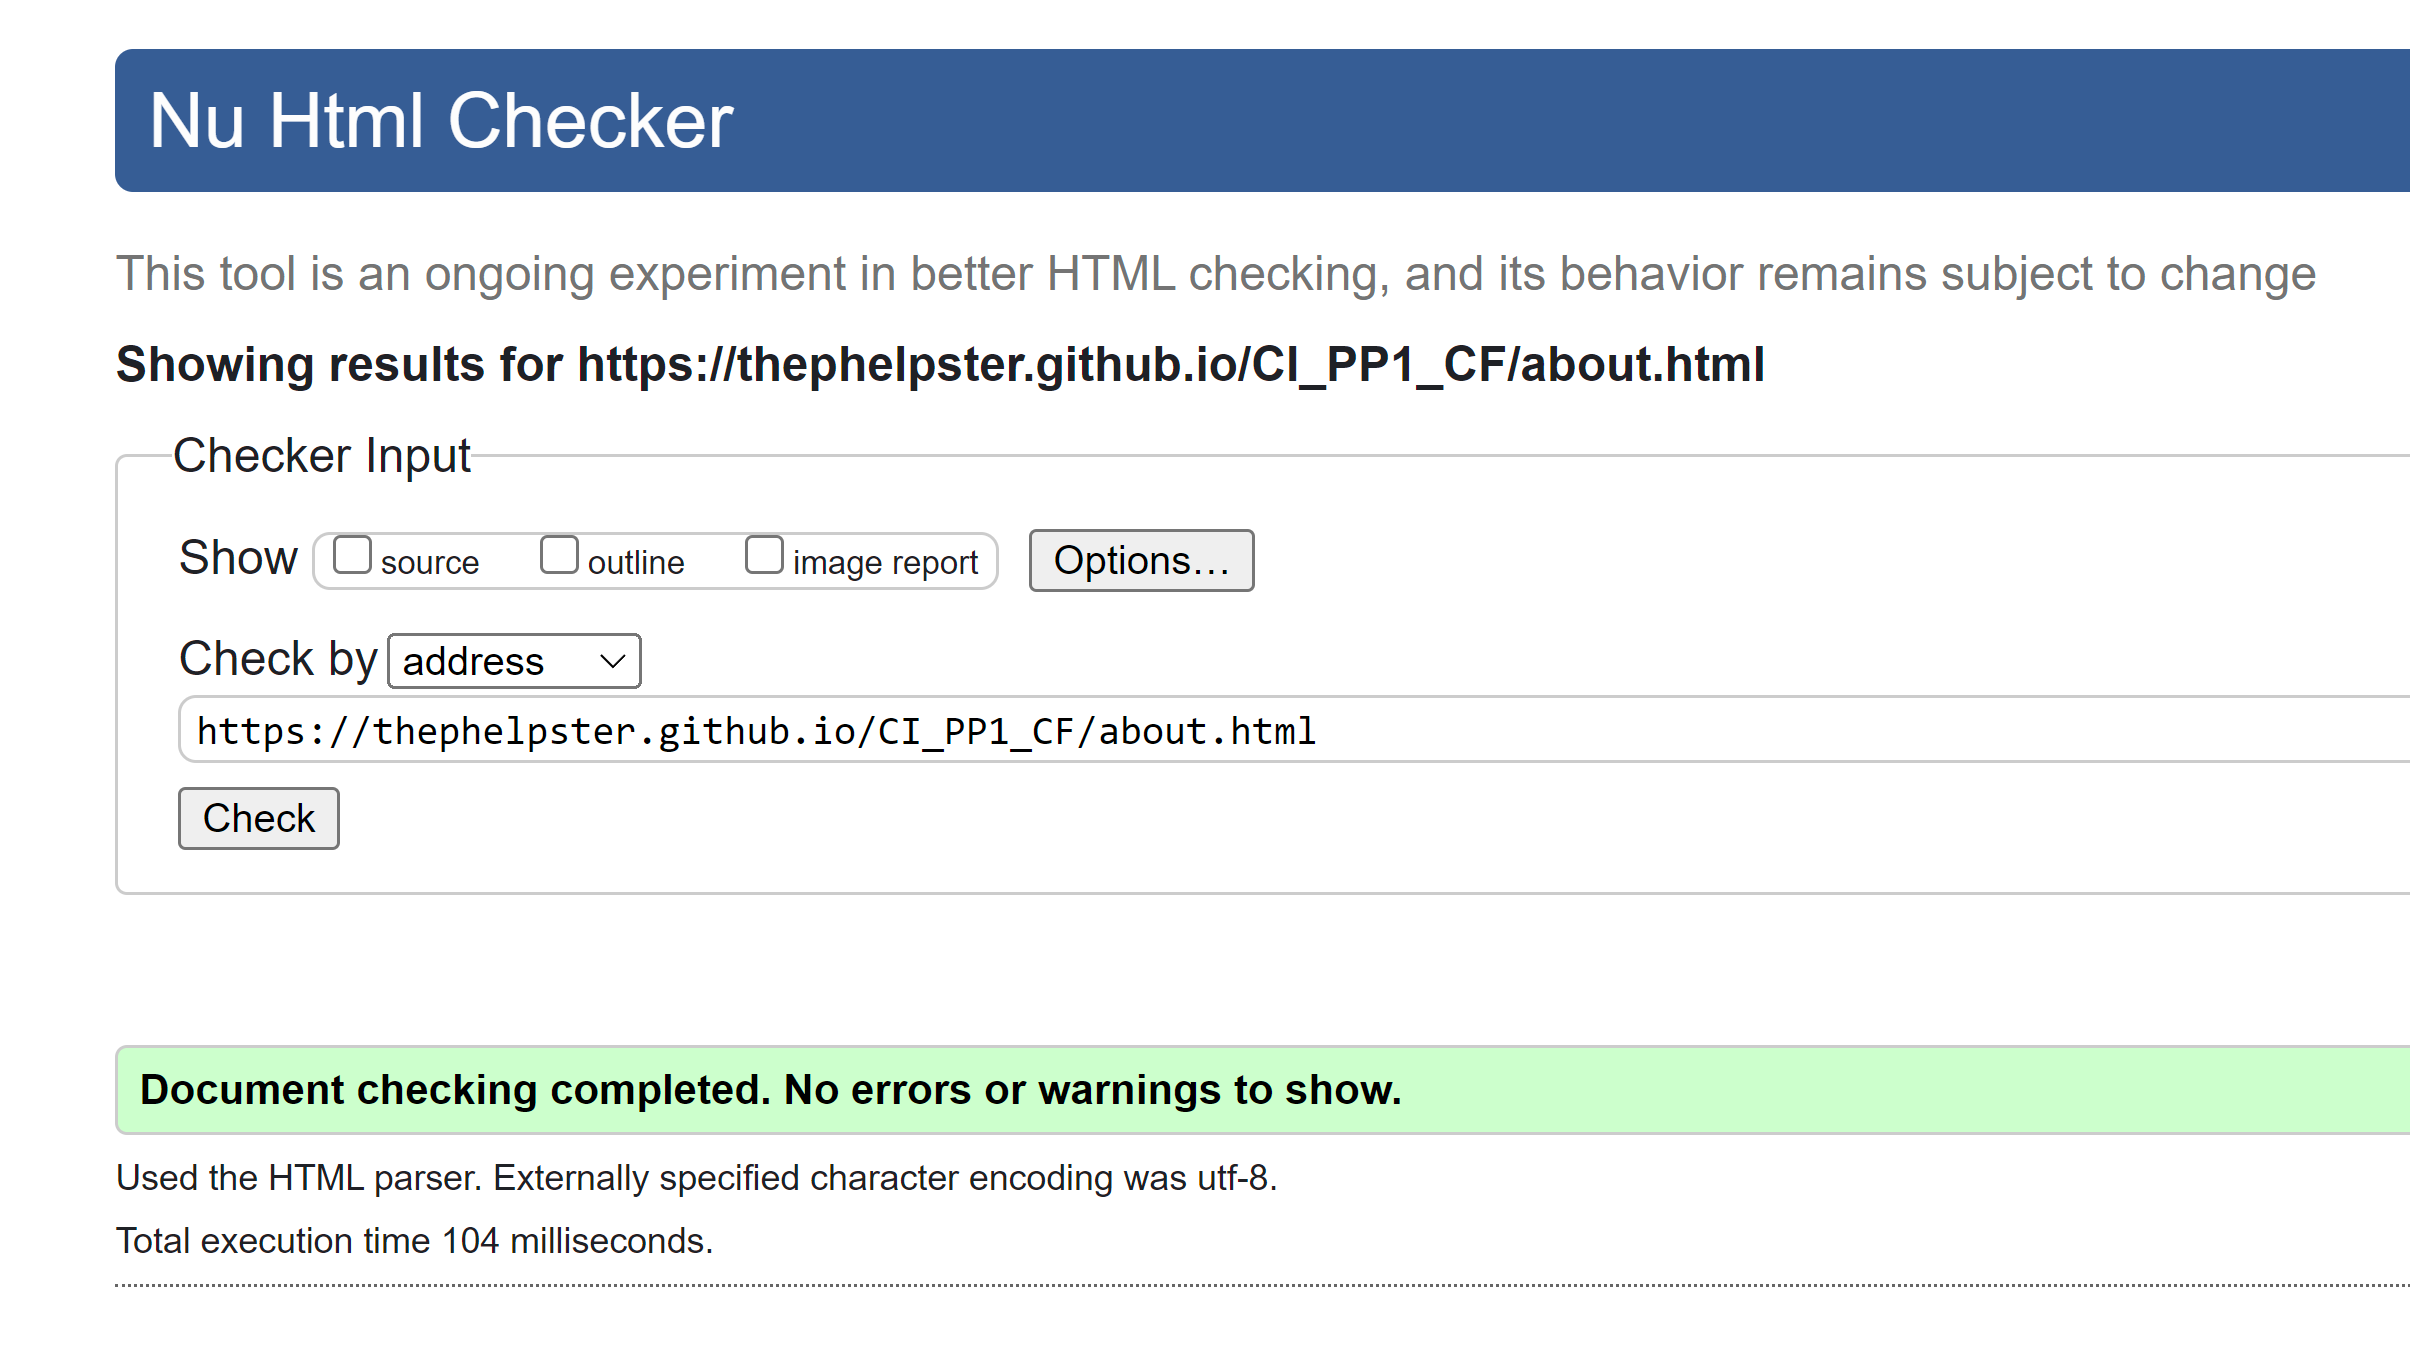 Nu Html Checker
This tool is an ongoing experiment in better HTML checking, and its behavior remains subject to change
Showing results for https://thephelpster.github.io/CI_PP1_CF/about.html
Checker Input
Show source outline image report Options…
Check by address
https://thephelpster.github.io/CI_PP1_CF/about.html
Check
Document checking completed. No errors or warnings to show.
Used the HTML parser. Externally specified character encoding was utf-8.
Total execution time 104 milliseconds.